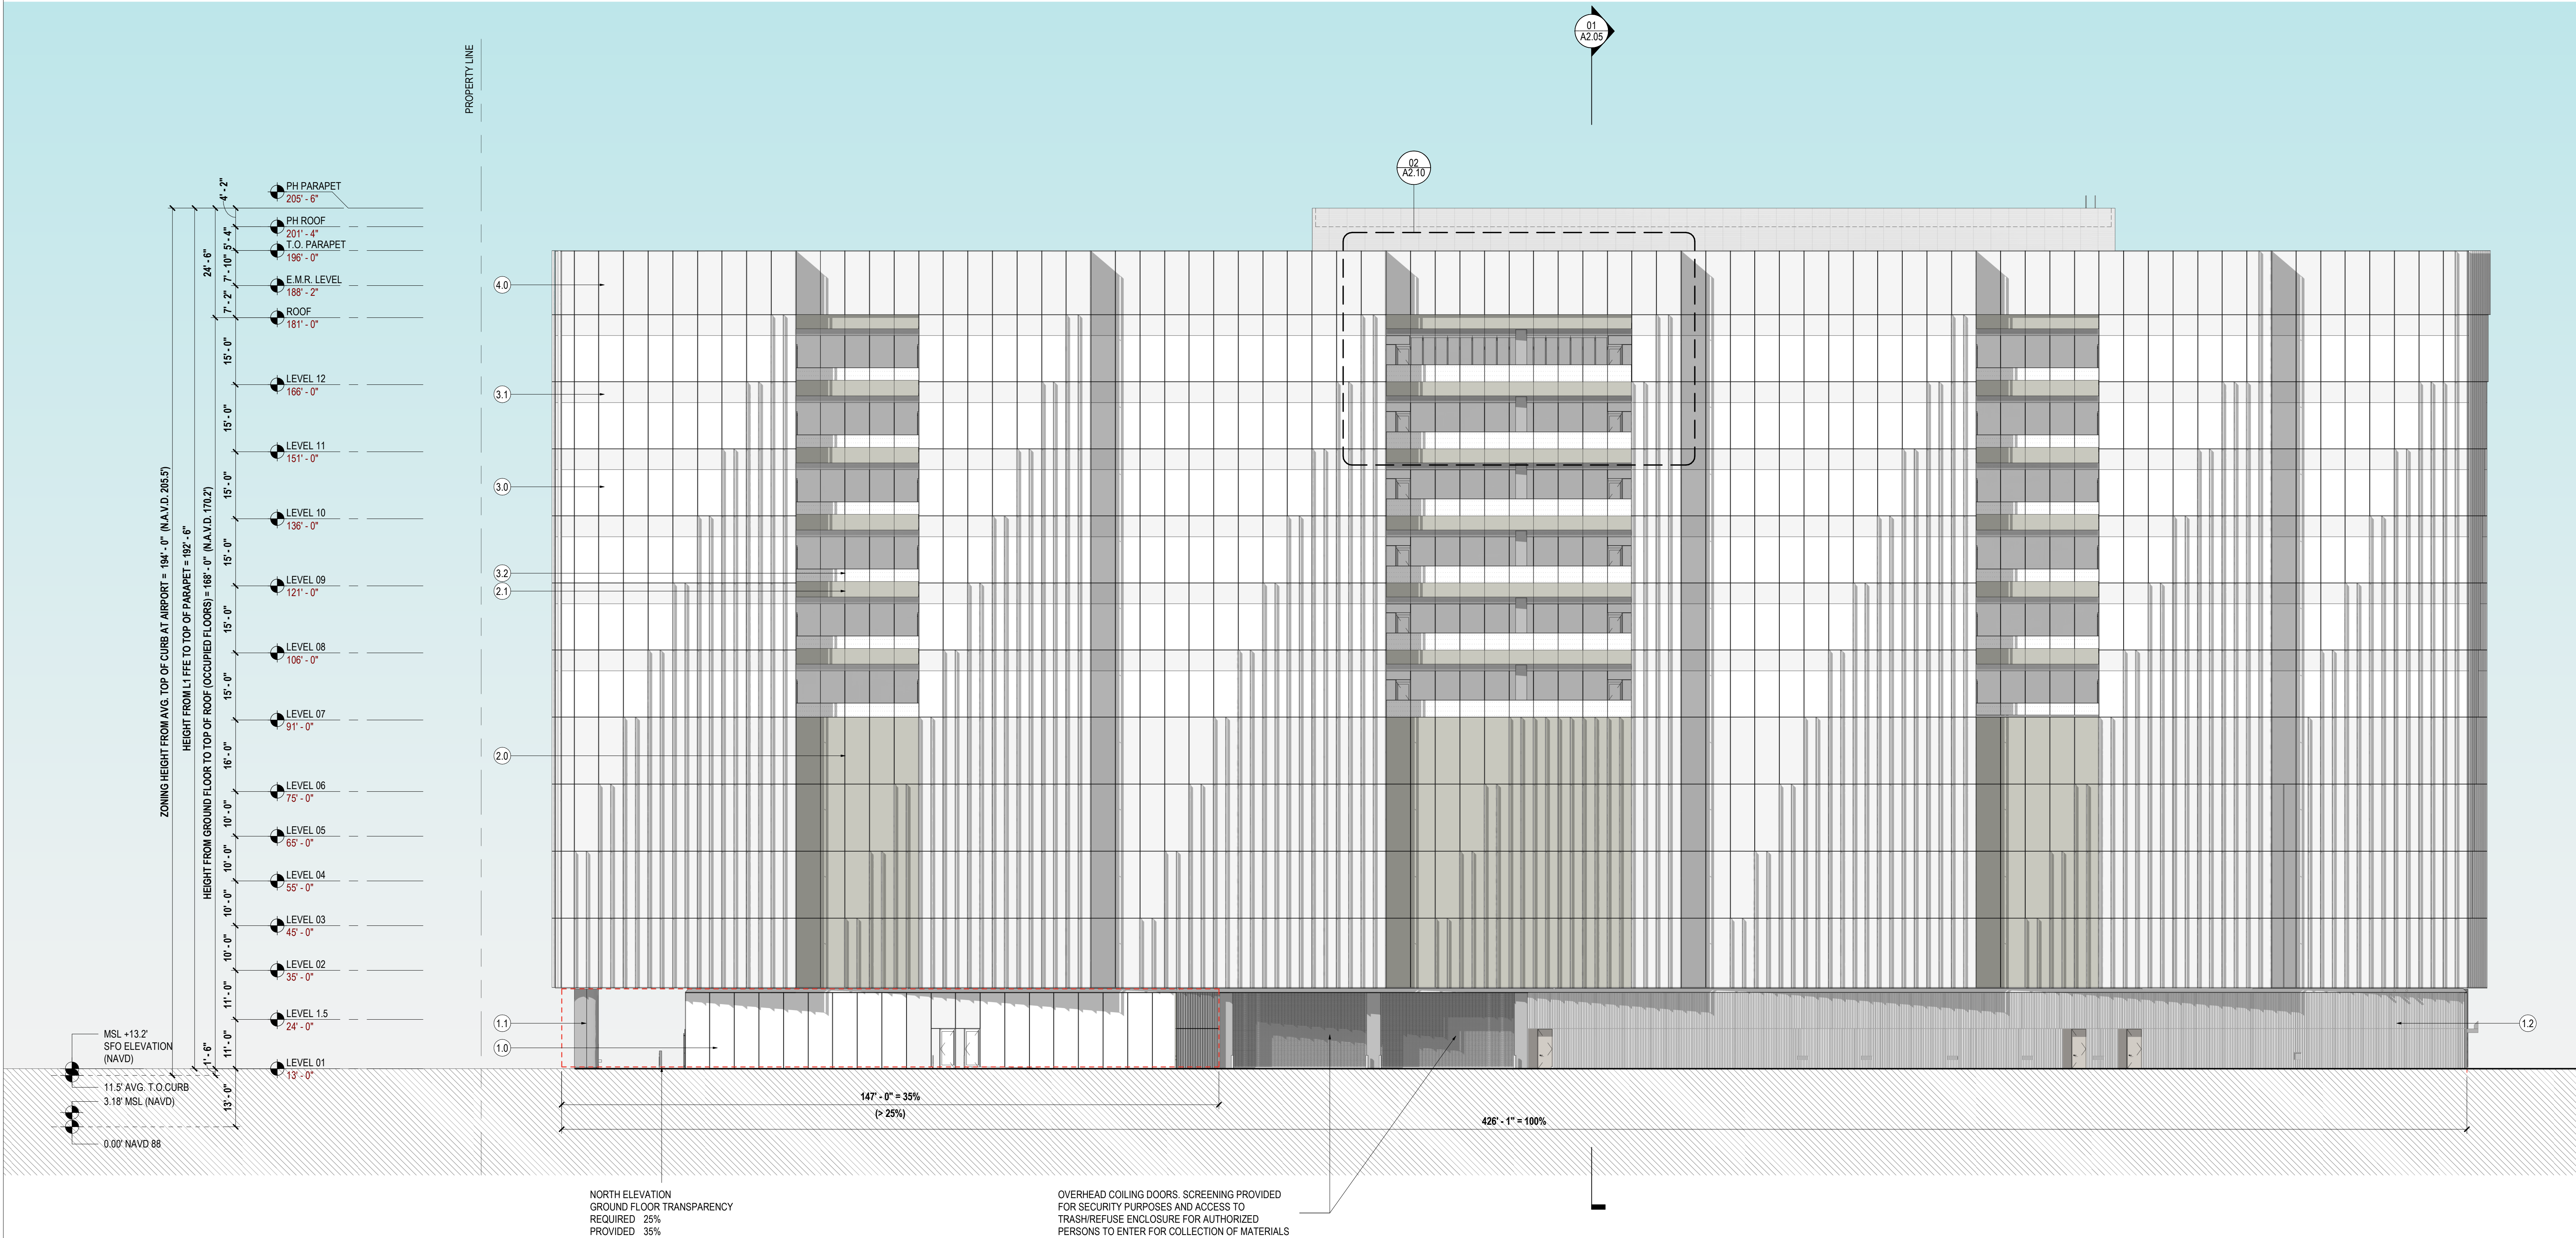 01
A2.05
PROPERTY LINE
02
A2.10
PH PARAPET
205' - 6"
PH ROOF
201' - 4"
T.O. PARAPET
196' - 0"
E.M.R. LEVEL
188' - 2"
ROOF
181' - 0"
LEVEL 12
166' - 0"
LEVEL 11
151' - 0"
LEVEL 10
136' - 0"
LEVEL 09
121' - 0"
LEVEL 08
106' - 0"
LEVEL 07
91' - 0"
LEVEL 06
75' - 0"
LEVEL 05
65' - 0"
LEVEL 04
55' - 0"
LEVEL 03
45' - 0"
LEVEL 02
35' - 0"
LEVEL 1.5
24' - 0"
LEVEL 01
13' - 0"
4' - 2"
5' - 4"
7' - 10"
7' - 2"
15' - 0"
15' - 0"
15' - 0"
15' - 0"
15' - 0"
15' - 0"
16' - 0"
10' - 0"
10' - 0"
10' - 0"
10' - 0"
11' - 0"
11' - 0"
13' - 0"
24' - 6"
1' - 6"
ZONING HEIGHT FROM AVG. TOP OF CURB AT AIRPORT = 194' - 0" (N.A.V.D. 205.5')
HEIGHT FROM L1 FFE TO TOP OF PARAPET = 192' - 6"
HEIGHT FROM GROUND FLOOR TO TOP OF ROOF (OCCUPIED FLOORS) = 168' - 0" (N.A.V.D. 170.2')
MSL +13.2'
SFO ELEVATION
(NAVD)
11.5' AVG. T.O.CURB
3.18' MSL (NAVD)
0.00' NAVD 88
4.0
3.1
3.0
3.2
2.1
2.0
1.1
1.0
1.2
147' - 0" = 35%
(> 25%)
426' - 1" = 100%
NORTH ELEVATION
GROUND FLOOR TRANSPARENCY
REQUIRED 25%
PROVIDED 35%
OVERHEAD COILING DOORS. SCREENING PROVIDED
FOR SECURITY PURPOSES AND ACCESS TO
TRASH/REFUSE ENCLOSURE FOR AUTHORIZED
PERSONS TO ENTER FOR COLLECTION OF MATERIALS